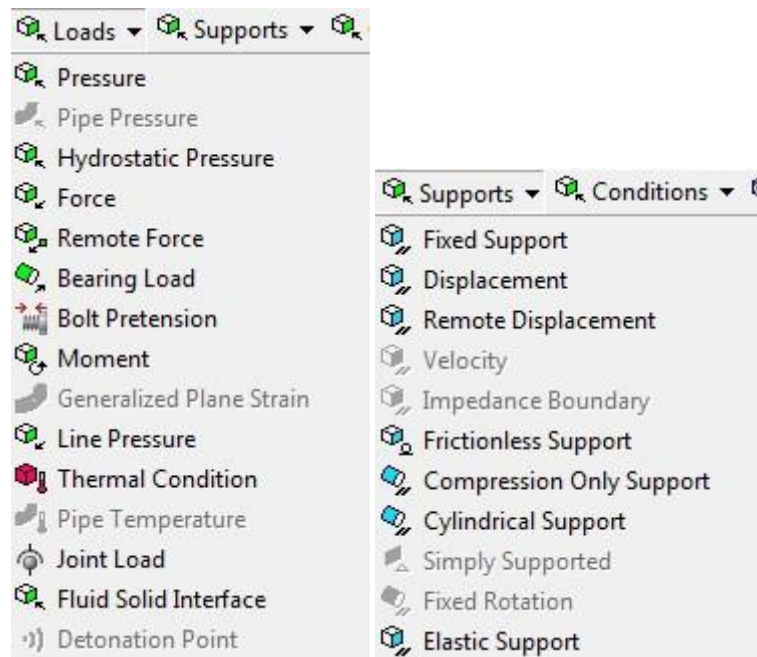 Loads Supports
Pressure
Pipe Pressure
Hydrostatic Pressure
Force
Remote Force
Bearing Load
Bolt Pretension
Moment
Generalized Plane Strain
Line Pressure
Thermal Condition
Pipe Temperature
Joint Load
Fluid Solid Interface
Detonation Point
Supports Conditions
Fixed Support
Displacement
Remote Displacement
Velocity
Impedance Boundary
Frictionless Support
Compression Only Support
Cylindrical Support
Simply Supported
Fixed Rotation
Elastic Support